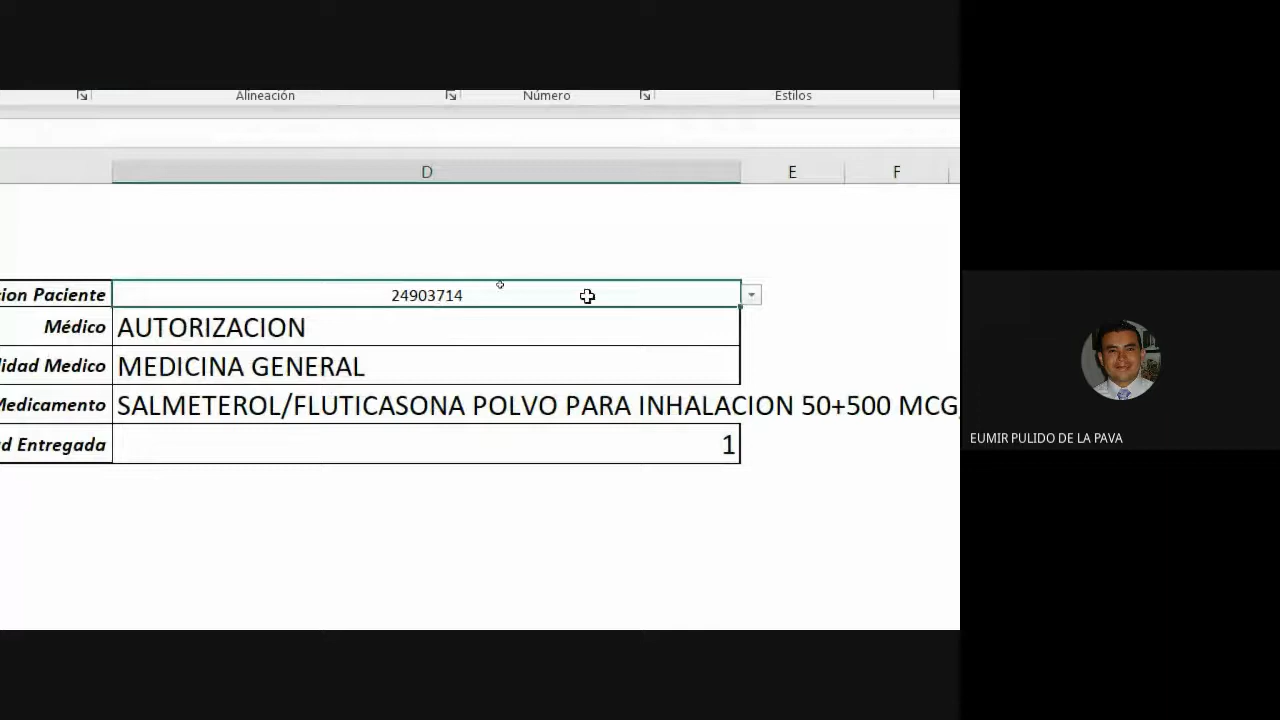 Alineación Número Estilos
D E F
cion Paciente 24903714
Médico AUTORIZACION
lidad Medico MEDICINA GENERAL
Medicamento SALMETEROL/FLUTICASONA POLVO PARA INHALACION 50+500 MCG
d Entregada 1
EUMIR PULIDO DE LA PAVA